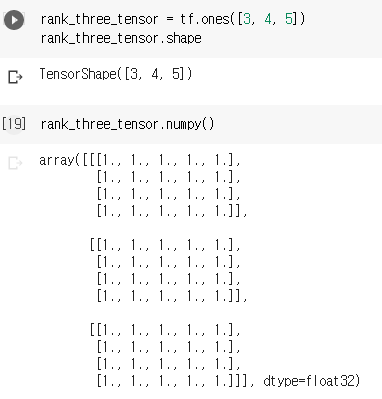 rank_three_tensor = tf.ones([3, 4, 5])
rank_three_tensor.shape
TensorShape([3, 4, 5])
[19] rank_three_tensor.numpy()
array([[[1., 1., 1., 1., 1.],
[1., 1., 1., 1., 1.],
[1., 1., 1., 1., 1.],
[1., 1., 1., 1., 1.]],
[[1., 1., 1., 1., 1.],
[1., 1., 1., 1., 1.],
[1., 1., 1., 1., 1.],
[1., 1., 1., 1., 1.]],
[[1., 1., 1., 1., 1.],
[1., 1., 1., 1., 1.],
[1., 1., 1., 1., 1.],
[1., 1., 1., 1., 1.]]], dtype=float32)